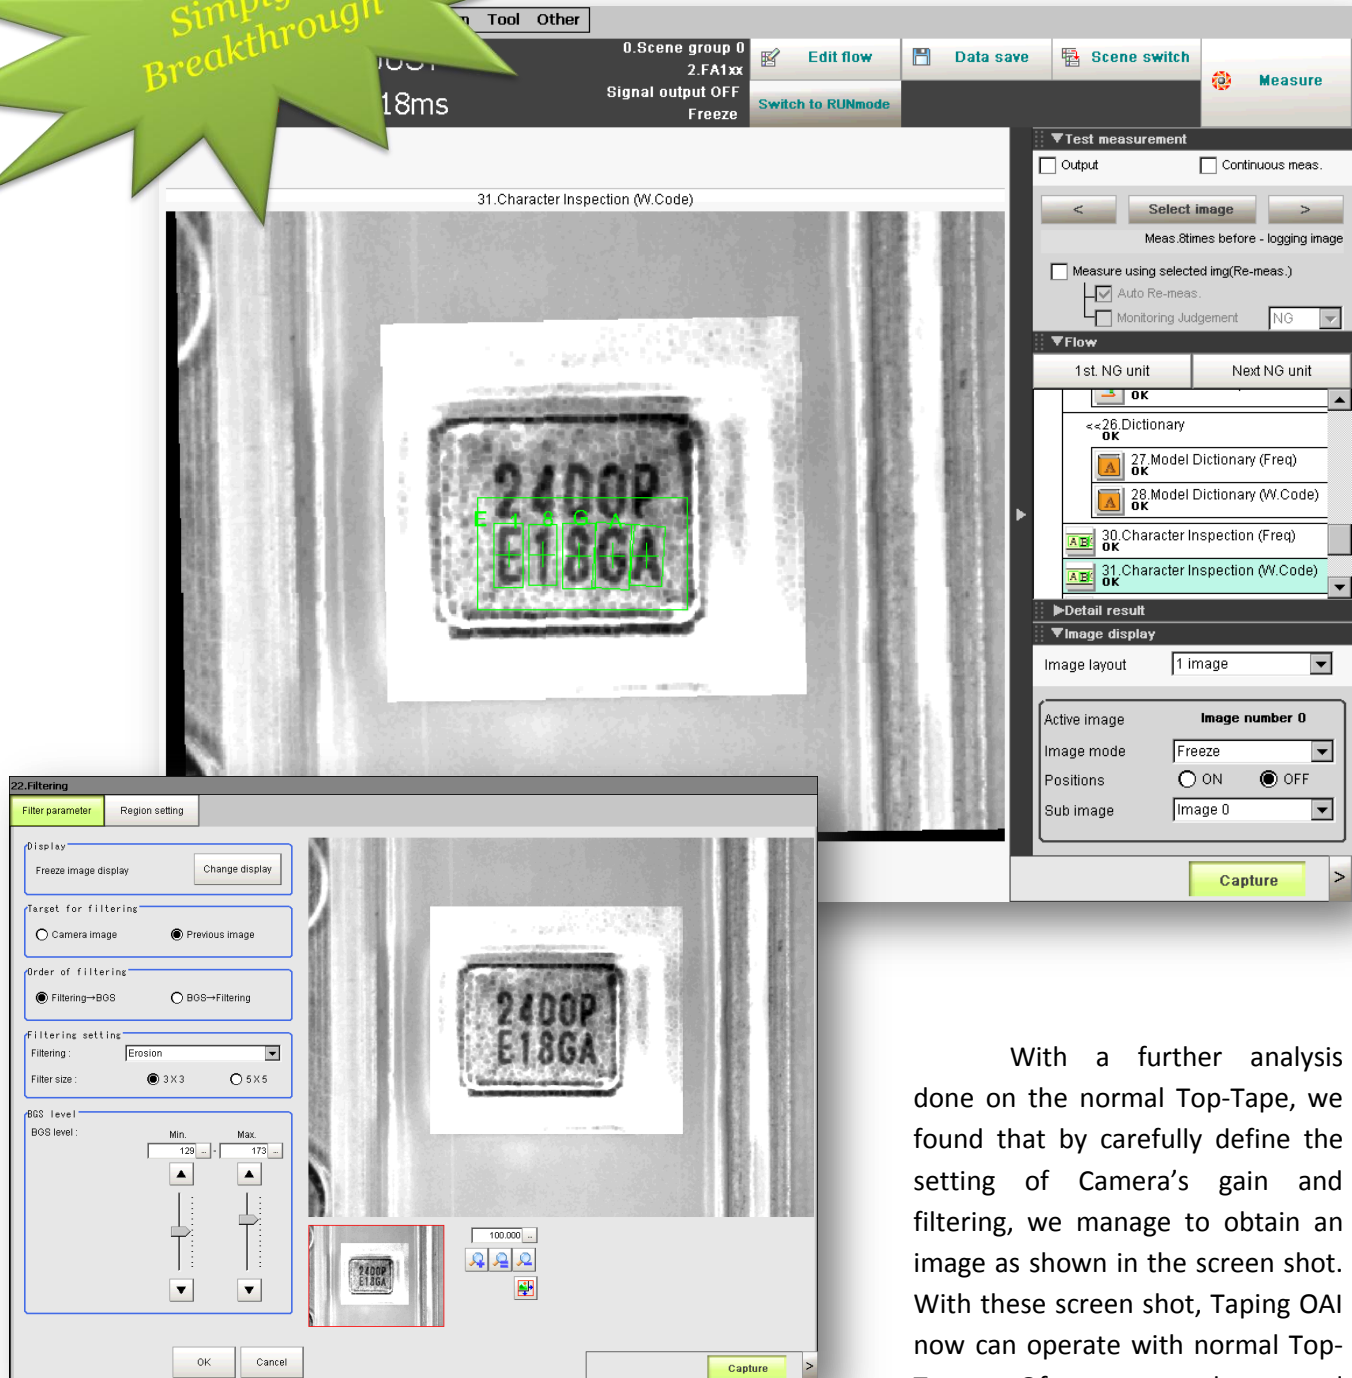 Simply
Breakthrough
Tool Other
18ms
0.Scene group 0
2.FA1xx
Signal output OFF
Freeze
Edit flow
Data save
Scene switch
Switch to RUNmode
Measure
31.Character Inspection (W.Code)
24D0P
E 1 8 G A
E18GA
▼Test measurement
Output
Continuous meas.
< Select image >
Meas.8times before - logging image
Measure using selected img(Re-meas.)
Auto Re-meas.
Monitoring Judgement NG
▼Flow
1st. NG unit Next NG unit
OK
<<26.Dictionary
OK
27.Model Dictionary (Freq)
OK
28.Model Dictionary (W.Code)
OK
30.Character Inspection (Freq)
OK
31.Character Inspection (W.Code)
OK
▶Detail result
▼Image display
Image layout 1 image
Active image Image number 0
Image mode Freeze
Positions ON OFF
Sub image Image 0
Capture >
22.Filtering
Filter parameter Region setting
Display
Freeze image display Change display
Target for filtering
Camera image Previous image
Order of filtering
Filtering→BGS BGS→Filtering
Filtering setting
Filtering : Erosion
Filter size : 3X3 5X5
BGS level
BGS level :
Min. Max.
129 ... - 173 ...
OK Cancel
24D0P
E18GA
24D0P
E18GA
100.000 ...
Capture >
With a further analysis
done on the normal Top-Tape, we
found that by carefully define the
setting of Camera’s gain and
filtering, we manage to obtain an
image as shown in the screen shot.
With these screen shot, Taping OAI
now can operate with normal Top-